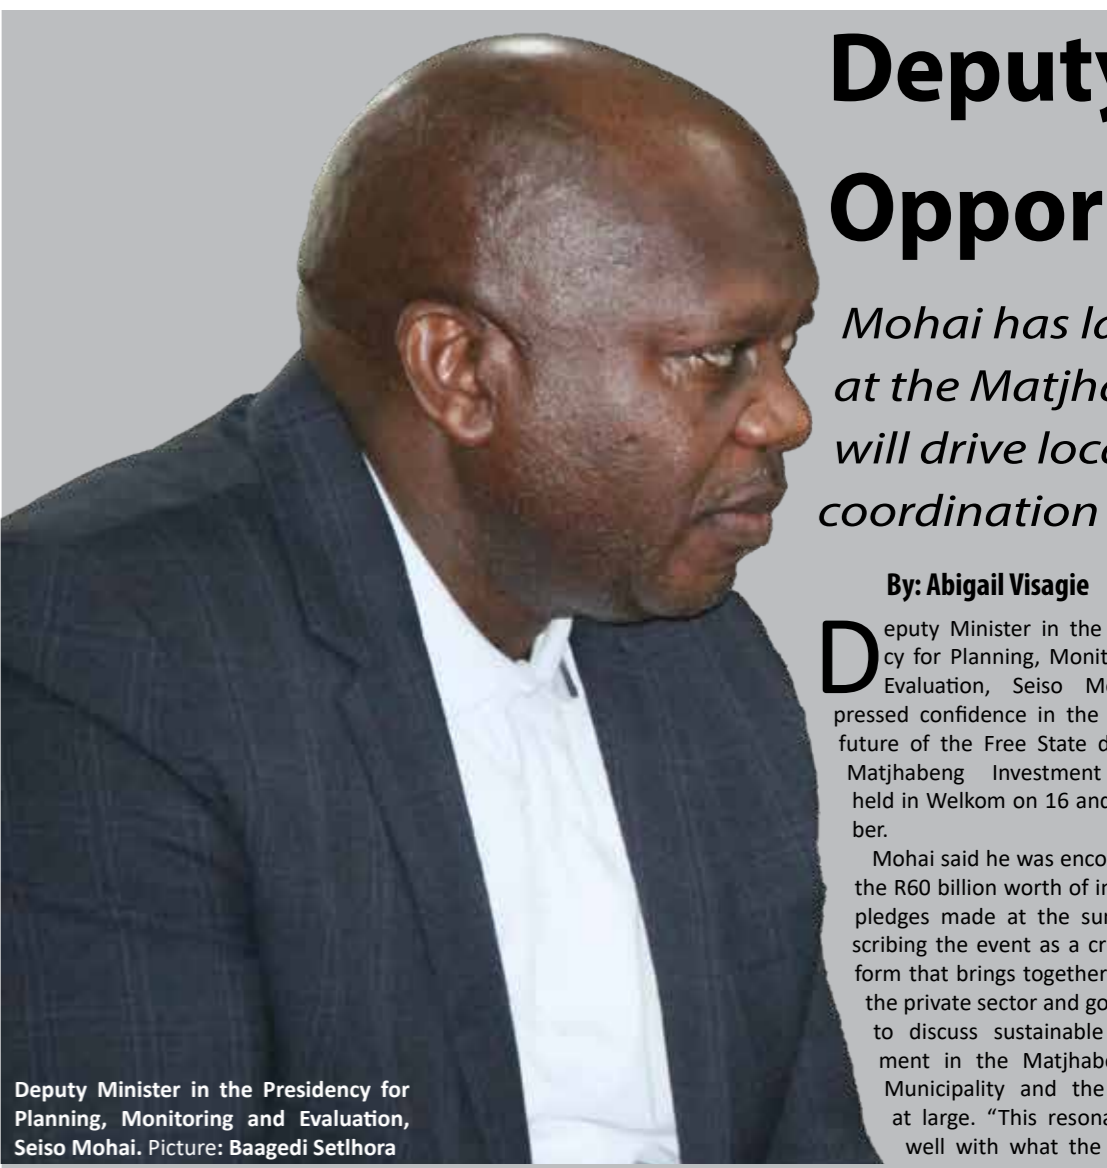 Deputy
Oppor
Mohai has la
at the Matjha
will drive loca
coordination
By: Abigail Visagie
Deputy Minister in the
cy for Planning, Monit
Evaluation, Seiso Mo
pressed confidence in the
future of the Free State d
Matjhabeng Investment
held in Welkom on 16 and
ber.
Mohai said he was enco
the R60 billion worth of in
pledges made at the sum
scribing the event as a cr
form that brings together
the private sector and go
to discuss sustainable
ment in the Matjhabe
Municipality and the
at large. “This resona
well with what the
Deputy Minister in the Presidency for
Planning, Monitoring and Evaluation,
Seiso Mohai. Picture: Baagedi Setlhora